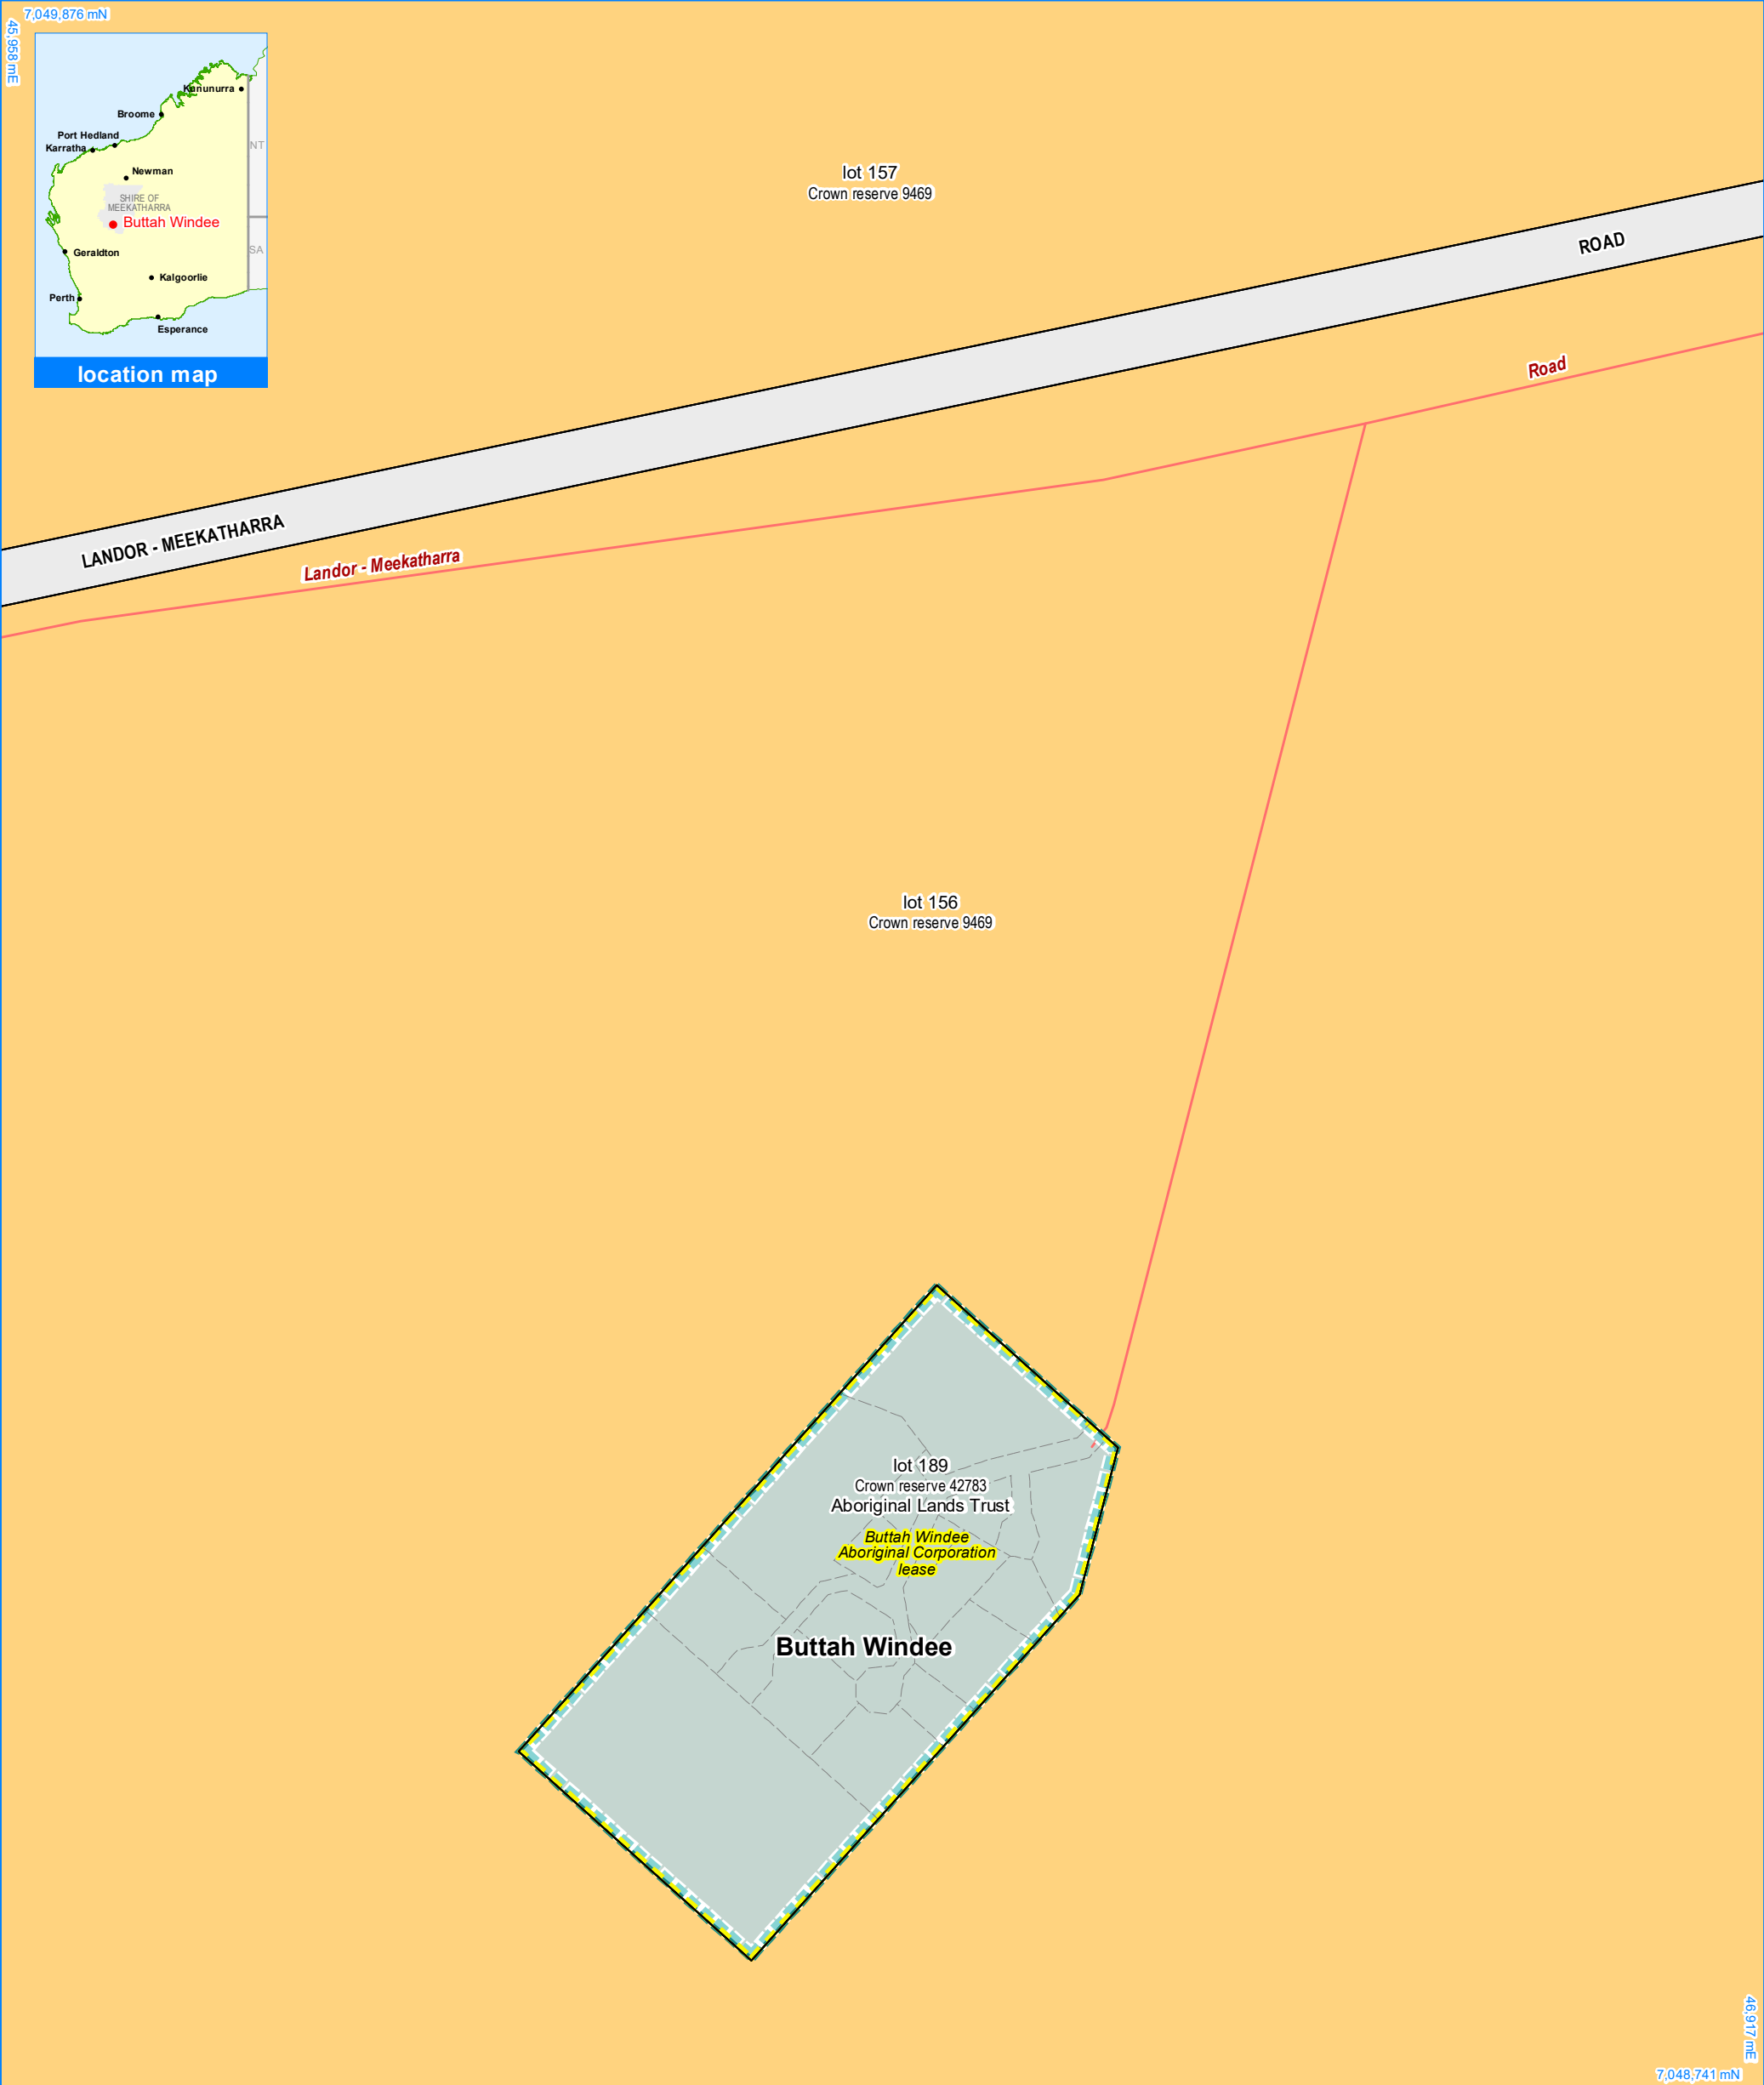 7,049,876 mN
45,958 mE
Kununurra
Broome
Port Hedland
Karratha
NT
Newman
SHIRE OF
MEEKATHARRA
Buttah Windee
SA
Geraldton
Kalgoorlie
Perth
Esperance
location map
lot 157
Crown reserve 9469
ROAD
Road
LANDOR - MEEKATHARRA
Landor - Meekatharra
lot 156
Crown reserve 9469
lot 189
Crown reserve 42783
Aboriginal Lands Trust
Buttah Windee
Aboriginal Corporation
lease
Buttah Windee
46,917 mE
7,048,741 mN